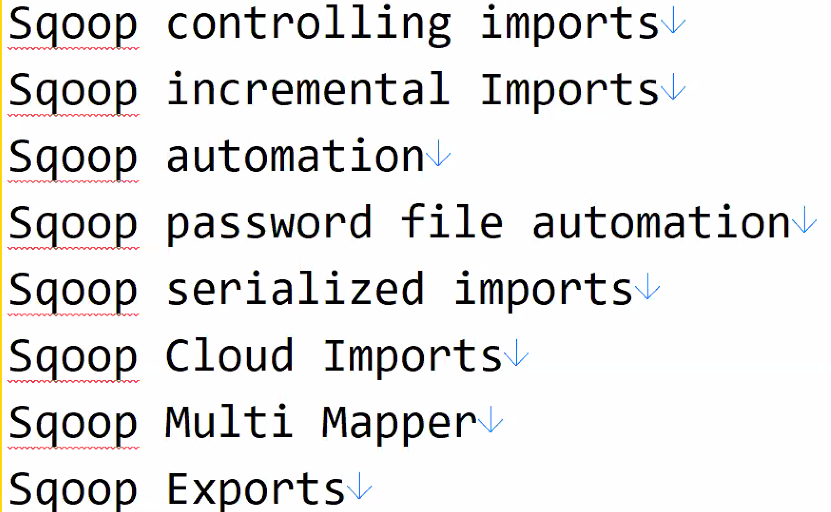 Sqoop controlling imports↓
Sqoop incremental Imports↓
Sqoop automation↓
Sqoop password file automation↓
Sqoop serialized imports↓
Sqoop Cloud Imports↓
Sqoop Multi Mapper↓
Sqoop Exports↓